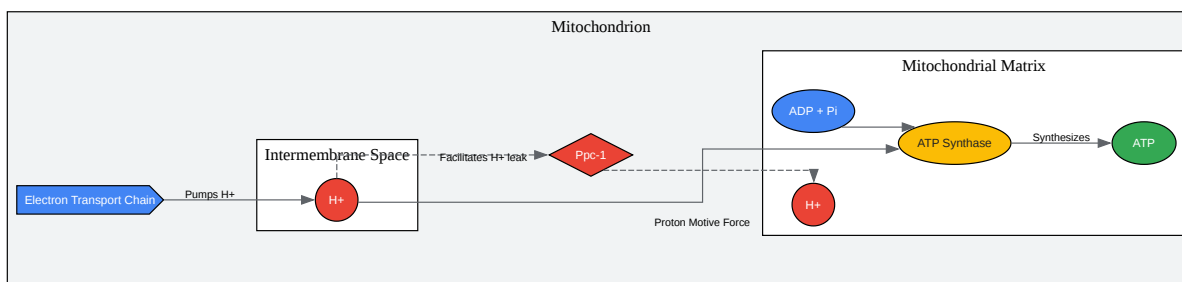 Mitochondrion
Mitochondrial Matrix
ADP + Pi
Intermembrane Space
Facilitates H+ leak
Ppc-1
ATP Synthase
Synthesizes
ATP
Electron Transport Chain
Pumps H+
H+
H+
Proton Motive Force